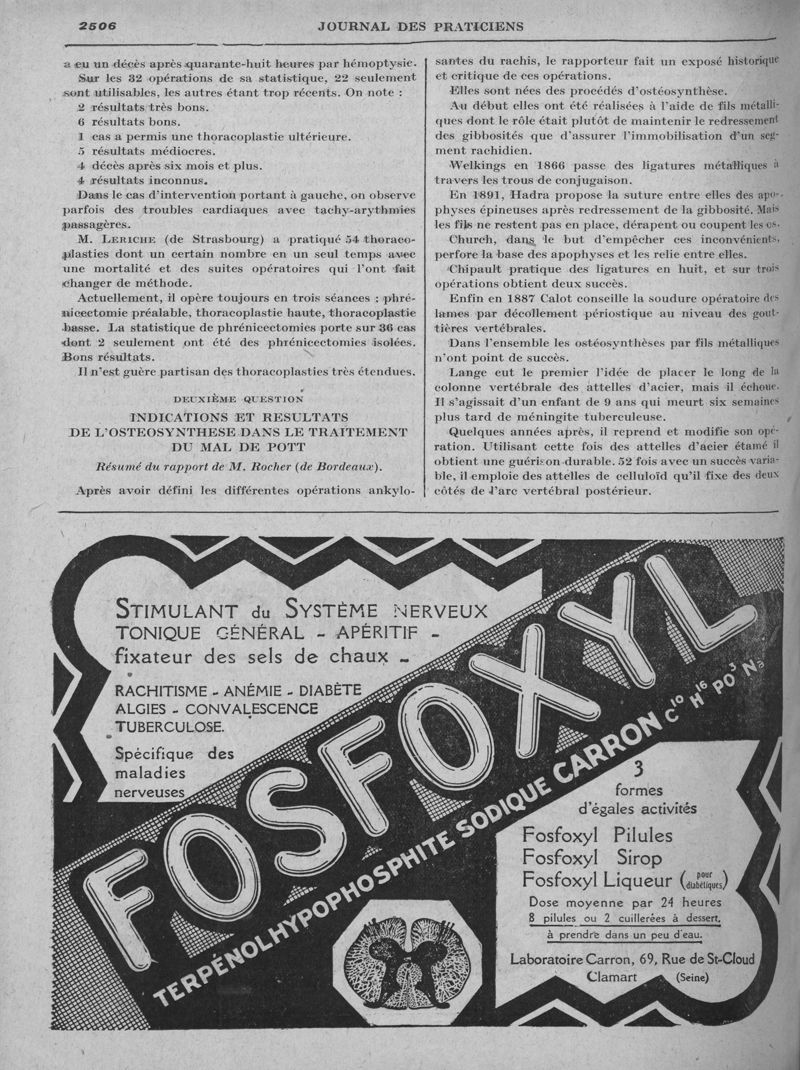 2506
JOURNAL DES PRATICIENS
a eu un décès après quarante-huit heures par hémoptysie.
Sur les 32 opérations de sa statistique, 22 seulement
sont utilisables, les autres étant trop récents. On note :
2 résultats très bons.
6 résultats bons.
1 cas a permis une thoracoplastie ultérieure.
5 résultats médiocres.
4 décès après six mois et plus.
4 résultats inconnus.
Dans le cas d'intervention portant à gauche, on observe
parfois des troubles cardiaques avec tachy-arythmies
passagères.
M. LERICHE (de Strasbourg) a pratiqué 54 thoraco-
plasties dont un certain nombre en un seul temps avec
une mortalité et des suites opératoires qui l'ont fait
changer de méthode.
Actuellement, il opère toujours en trois séances : phré-
nicectomie préalable, thoracoplastie haute, thoracoplastie
basse. La statistique de phrénicectomies porte sur 36 cas
dont 2 seulement ont été des phrénicectomies isolées.
Bons résultats.
Il n'est guère partisan des thoracoplasties très étendues.
DEUXIÈME QUESTION
INDICATIONS ET RESULTATS
DE L'OSTEOSYNTHESE DANS LE TRAITEMENT
DU MAL DE POTT
Résumé du rapport de M. Rocher (de Bordeaux).
Après avoir défini les différentes opérations ankylo-
santes du rachis, le rapporteur fait un exposé historique
et critique de ces opérations.
Elles sont nées des procédés d'ostéosynthèse.
Au début elles ont été réalisées à l'aide de fils métalli-
ques dont le rôle était plutôt de maintenir le redressement
des gibbosités que d'assurer l'immobilisation d'un seg-
ment rachidien.
Welkings en 1866 passe des ligatures métalliques à
travers les trous de conjugaison.
En 1891, Hadra propose la suture entre elles des apo-
physes épineuses après redressement de la gibbosité. Mais
les fils ne restent pas en place, dérapent ou coupent les os.
Church, dans le but d'empêcher ces inconvénients,
perfore la base des apophyses et les relie entre elles.
Chipault pratique des ligatures en huit, et sur trois
opérations obtient deux succès.
Enfin en 1887 Calot conseille la soudure opératoire des
lames par décollement périostique au niveau des gout-
tières vertébrales.
Dans l'ensemble les ostéosynthèses par fils métalliques
n'ont point de succès.
Lange eut le premier l'idée de placer le long de la
colonne vertébrale des attelles d'acier, mais il échoue.
Il s'agissait d'un enfant de 9 ans qui meurt six semaines
plus tard de méningite tuberculeuse.
Quelques années après, il reprend et modifie son opé-
ration. Utilisant cette fois des attelles d'acier étamé il
obtient une guérison durable. 52 fois avec un succès varia-
ble, il emploie des attelles de celluloïd qu'il fixe des deux
côtés de l'arc vertébral postérieur.
STIMULANT du SYSTÈME NERVEUX
TONIQUE GÉNÉRAL - APÉRITIF -
fixateur des sels de chaux -
RACHITISME - ANÉMIE - DIABÈTE
ALGIES - CONVALESCENCE
TUBERCULOSE.
Spécifique des
maladies
nerveuses
FOSFOXYL
TERPÉNOLHYPOPHOSPHITE SODIQUE CARRON C10 H16 PO3 Na
3
formes
d'égales activités
Fosfoxyl Pilules
Fosfoxyl Sirop
Fosfoxyl Liqueur (pour diabétiques)
Dose moyenne par 24 heures
8 pilules ou 2 cuillerées à dessert,
à prendre dans un peu d'eau.
Laboratoire Carron, 69, Rue de St-Cloud
Clamart (Seine)